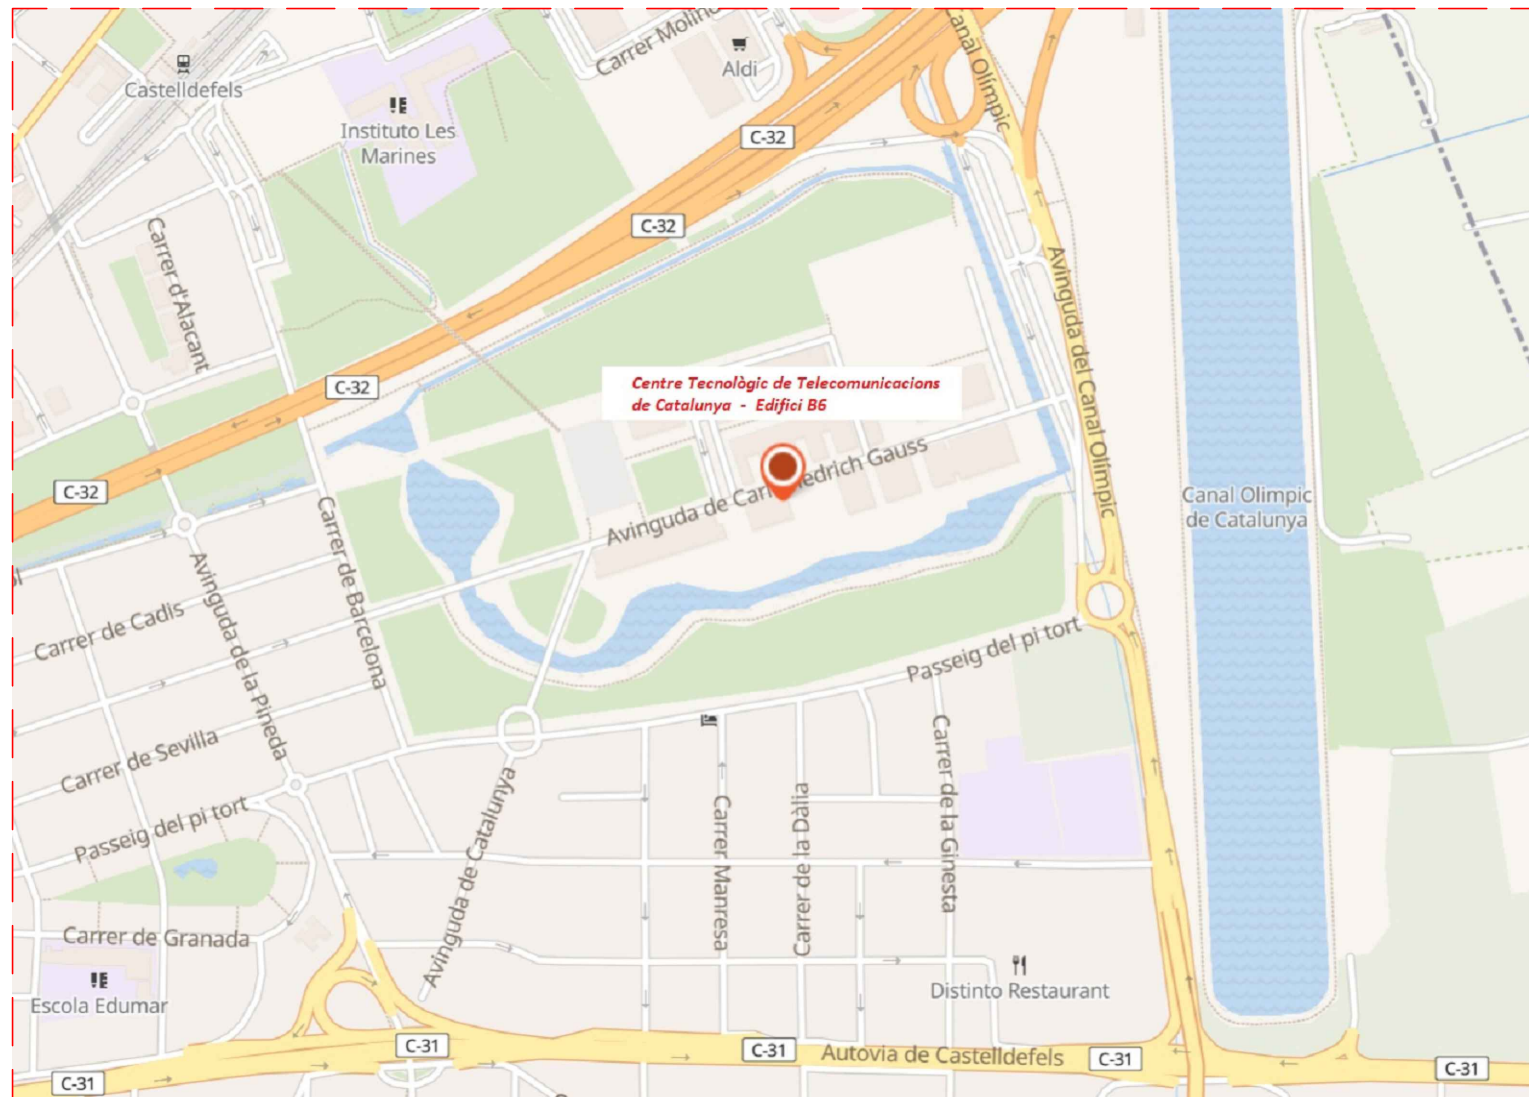 Carrer Molino
Canal Olímpic
Aldi
Castelldefels
Instituto Les
Marines
C-32
C-32
Carrer d'Alacant
Avinguda del Canal Olímpic
Centre Tecnològic de Telecomunicacions
de Catalunya - Edifici B6
C-32
C-32
Avinguda de Carl Friedrich Gauss
Canal Olímpic
de Catalunya
Carrer de Barcelona
Avinguda de la Pineda
Carrer de Cadis
Passeig del pi tort
Carrer de Sevilla
Carrer de la Ginesta
Avinguda de Catalunya
Carrer Manresa
Carrer de la Dàlia
Passeig del pi tort
Carrer de Granada
Escola Edumar
Distinto Restaurant
C-31
C-31
Autovia de Castelldefels
C-31
C-31
C-31